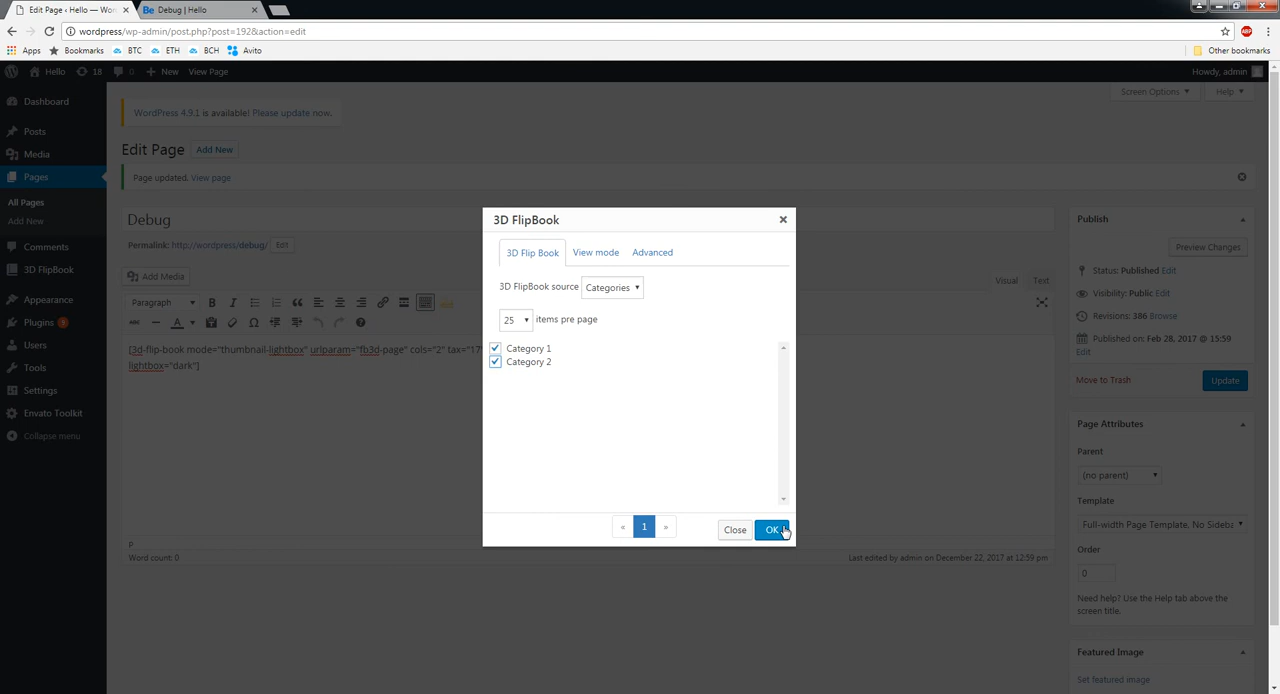 Edit Page ‹ Hello — Wor
Be Debug | Hello
wordpress/wp-admin/post.php?post=192&action=edit
ABP
Apps Bookmarks BTC ETH BCH Avito Other bookmarks
Hello 18 0 New View Page Howdy, admin
Screen Options Help
Dashboard
Posts
Media
Pages
All Pages
Add New
Comments
3D FlipBook
Appearance
Plugins
Users
Tools
Settings
Envato Toolkit
Collapse menu
WordPress 4.9.1 is available! Please update now.
Edit Page Add New
Page updated. View page
Debug
Permalink: http://wordpress/debug/ Edit
Add Media
Visual Text
Paragraph
[3d-flip-book mode="thumbnail-lightbox" urlparam="fb3d-page" cols="2" tax="17
lightbox="dark"]
P
Word count: 0
Last edited by admin on December 22, 2017 at 12:59 pm
3D FlipBook
3D Flip Book View mode Advanced
3D FlipBook source Categories
25 items pre page
Category 1
Category 2
« 1 »
Close OK
Publish
Preview Changes
Status: Published Edit
Visibility: Public Edit
Revisions: 386 Browse
Published on: Feb 28, 2017 @ 15:59
Edit
Move to Trash Update
Page Attributes
Parent
(no parent)
Template
Full-width Page Template, No Sideba
Order
0
Need help? Use the Help tab above the
screen title.
Featured Image
Set featured image